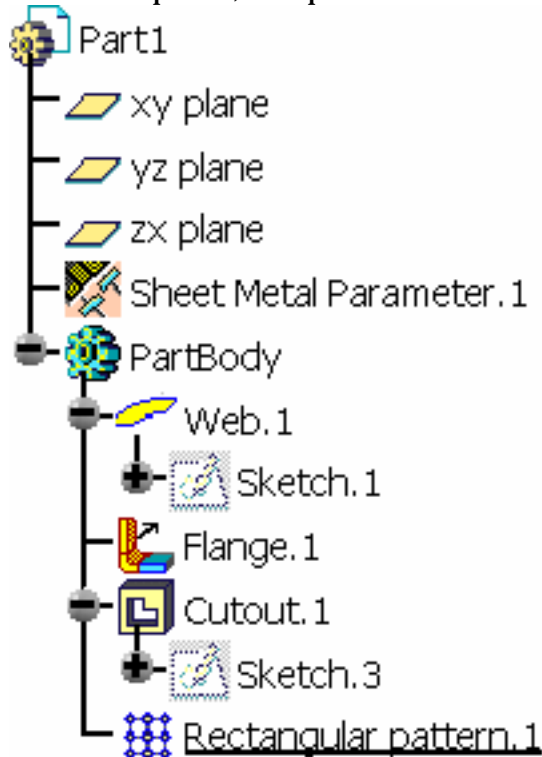 Part1
xy plane
yz plane
zx plane
Sheet Metal Parameter.1
PartBody
Web.1
Sketch.1
Flange.1
Cutout.1
Sketch.3
Rectangular pattern.1